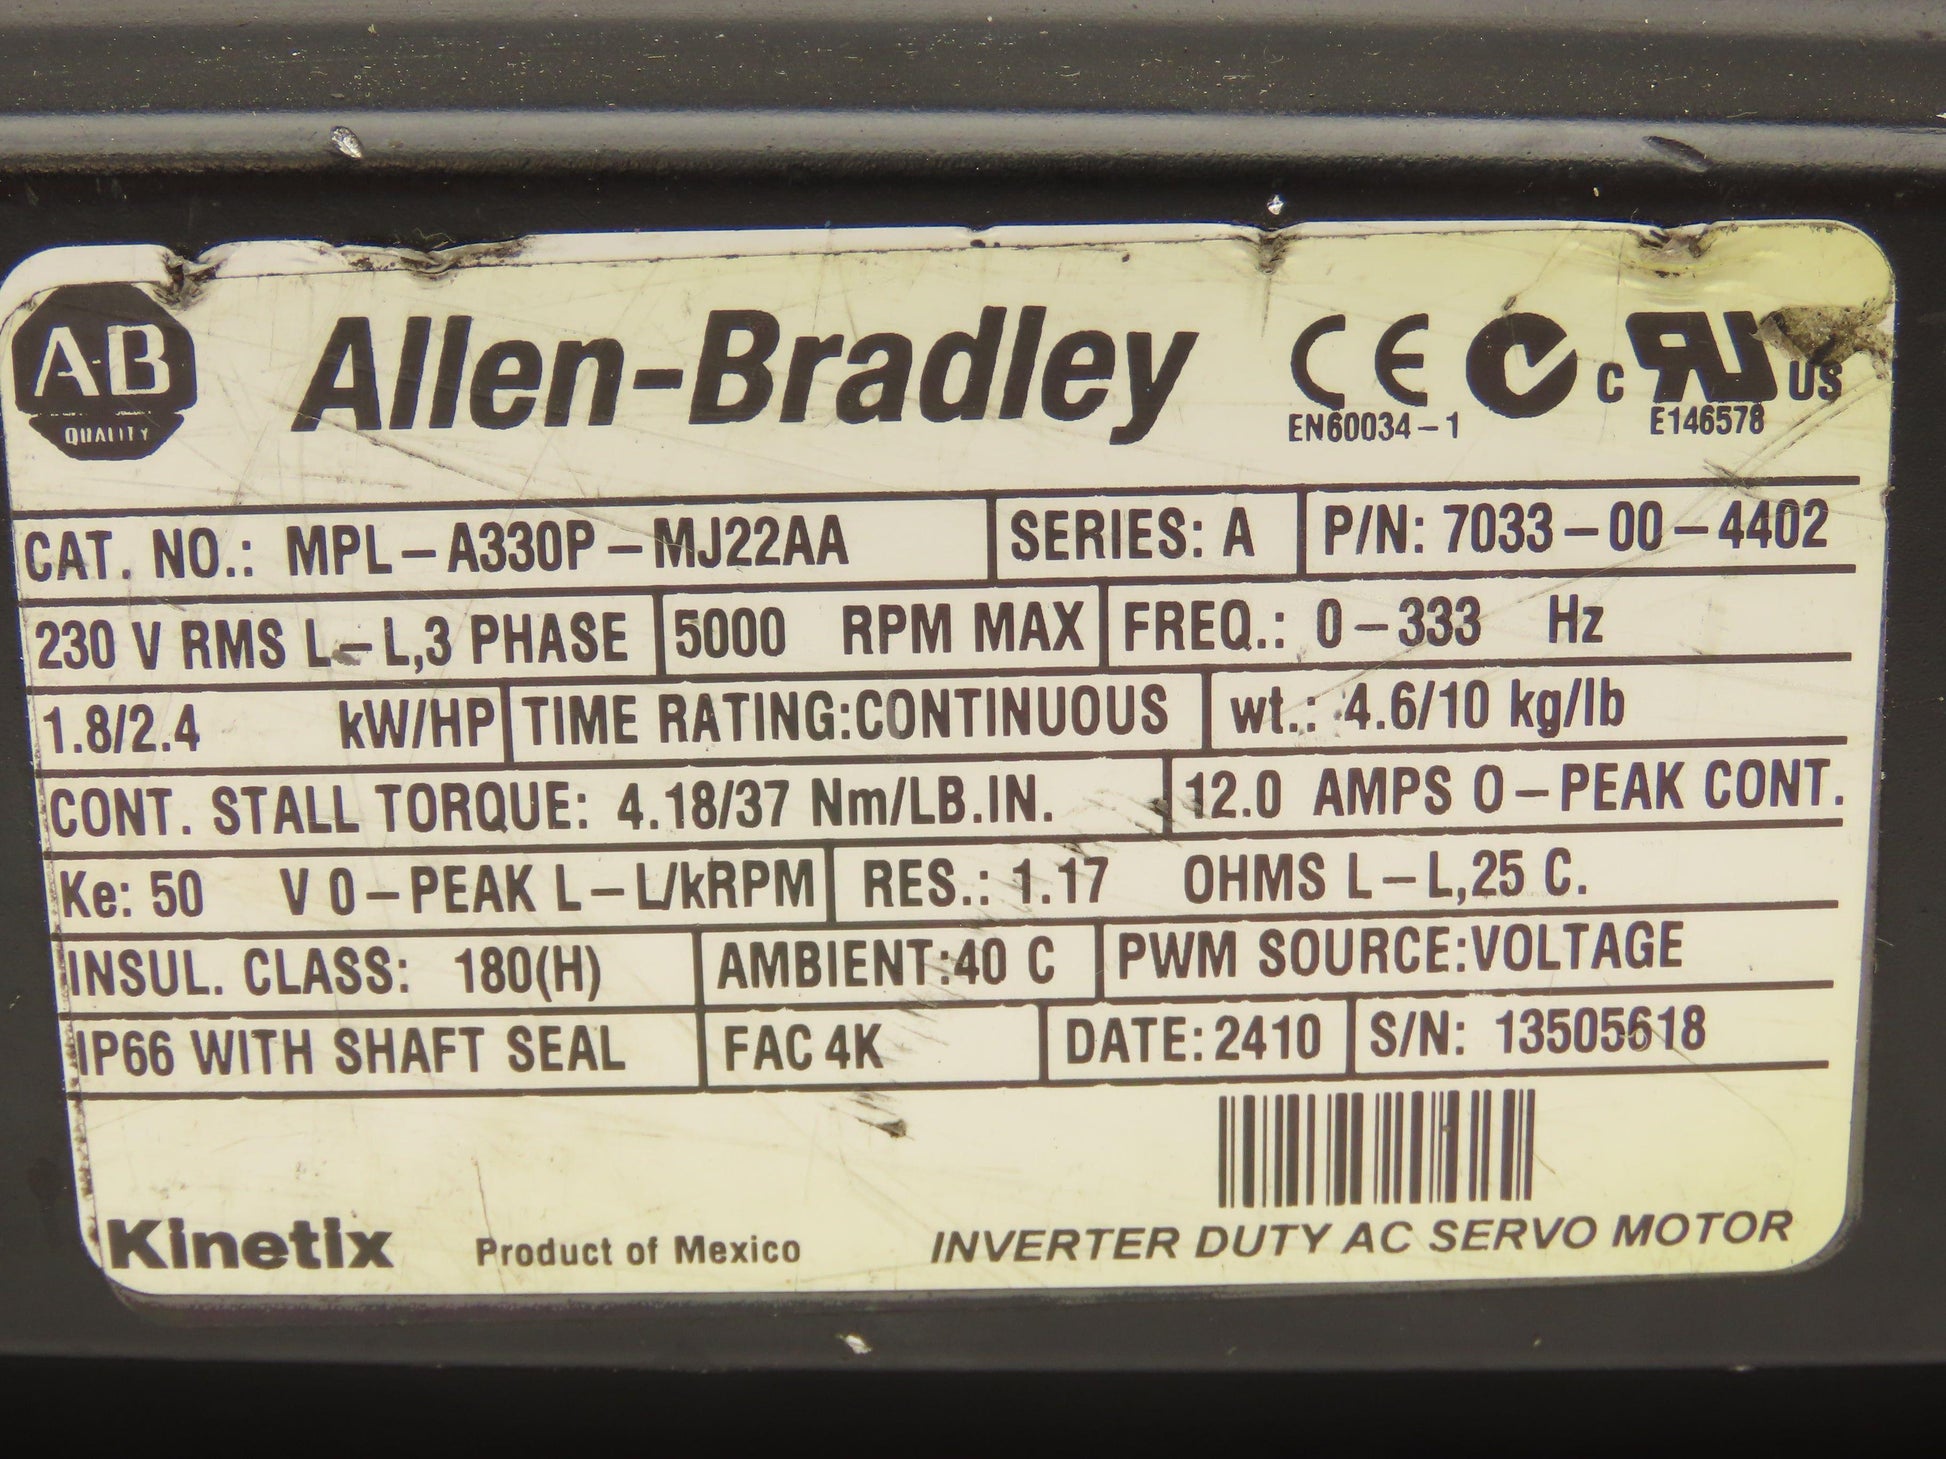 A-B Allen-Bradley CE c RU US
QUALITY EN60034-1 E146578
CAT. NO.: MPL-A330P-MJ22AA SERIES: A P/N: 7033-00-4402
230 V RMS L-L,3 PHASE 5000 RPM MAX FREQ.: 0-333 Hz
1.8/2.4 kW/HP TIME RATING:CONTINUOUS wt.: 4.6/10 kg/lb
CONT. STALL TORQUE: 4.18/37 Nm/LB.IN. 12.0 AMPS O-PEAK CONT.
Ke: 50 V 0-PEAK L-L/kRPM RES.: 1.17 OHMS L-L,25 C.
INSUL. CLASS: 180(H) AMBIENT:40 C PWM SOURCE:VOLTAGE
IP66 WITH SHAFT SEAL FAC 4K DATE:2410 S/N: 13505618
Kinetix Product of Mexico INVERTER DUTY AC SERVO MOTOR